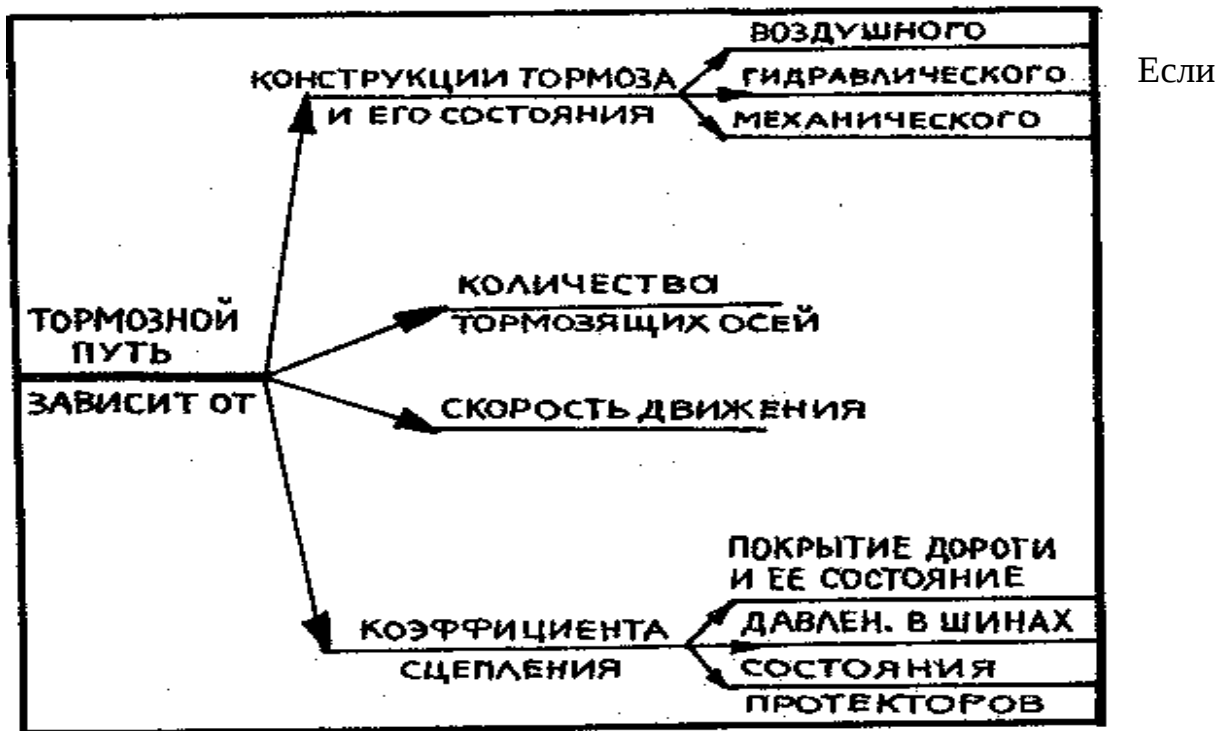 ВОЗДУШНОГО
КОНСТРУКЦИИ ТОРМОЗА
И ЕГО СОСТОЯНИЯ
ГИДРАВЛИЧЕСКОГО
МЕХАНИЧЕСКОГО
Если
КОЛИЧЕСТВА
ТОРМОЗЯЩИХ ОСЕЙ
ТОРМОЗНОЙ
ПУТЬ
ЗАВИСИТ ОТ
СКОРОСТЬ ДВИЖЕНИЯ
ПОКРЫТИЕ ДОРОГИ
И ЕЕ СОСТОЯНИЕ
КОЭФФИЦИЕНТА
СЦЕПЛЕНИЯ
ДАВЛЕН. В ШИНАХ
СОСТОЯНИЯ
ПРОТЕКТОРОВ